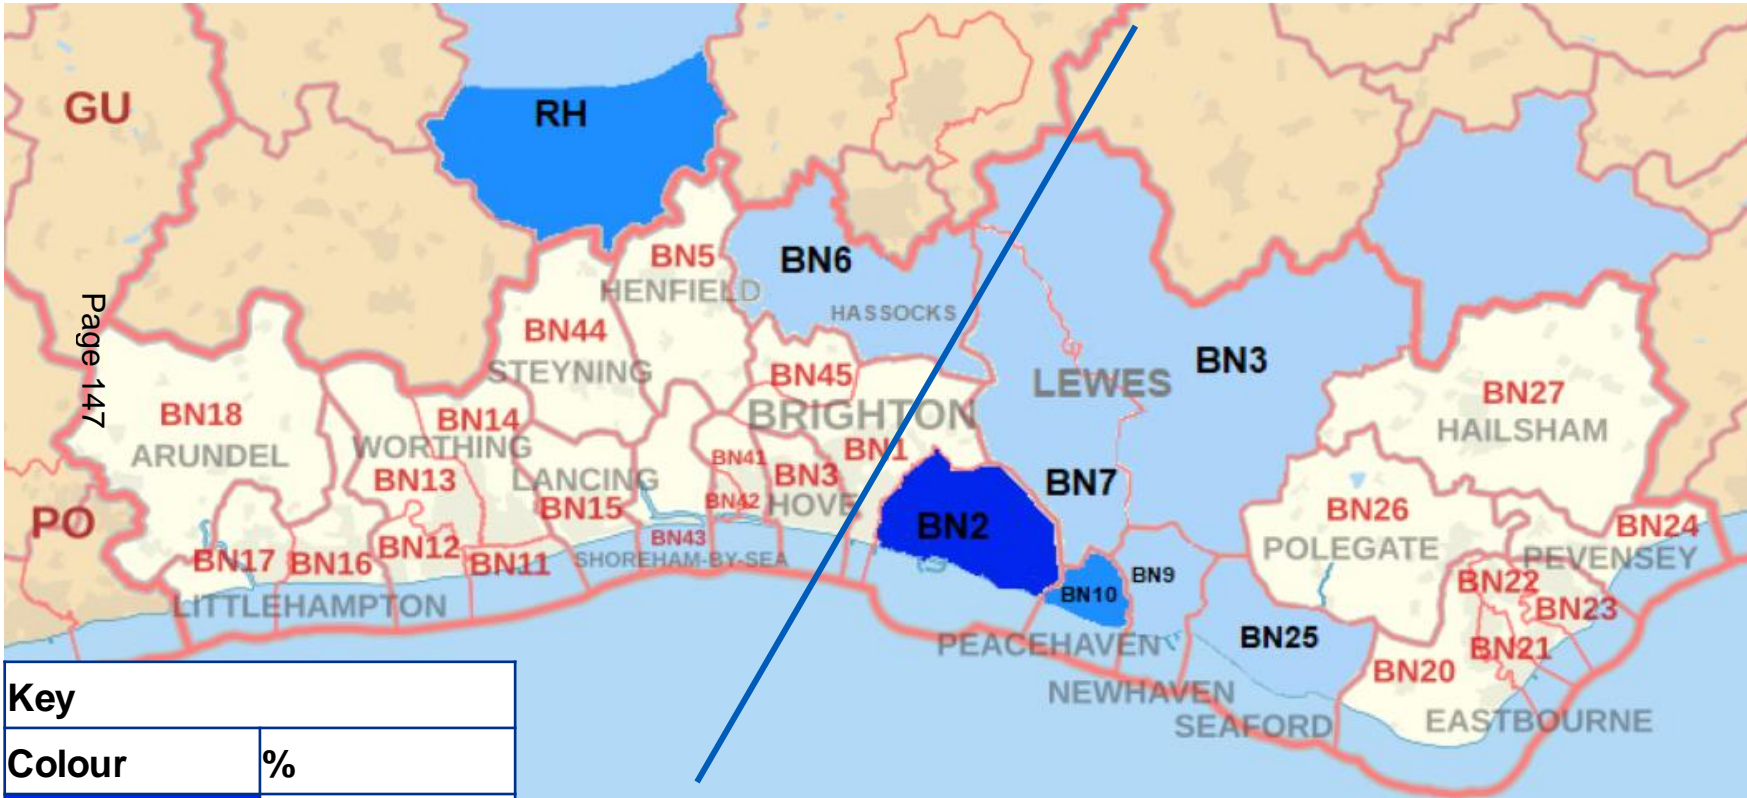 GU
RH
BN5
HENFIELD
BN6
HASSOCKS
BN44
STEYNING
BN45
BRIGHTON
LEWES
BN3
BN27
HAILSHAM
Page 147
BN18
ARUNDEL
BN14
WORTHING
BN13
LANCING
BN15
BN41
BN42
BN3
HOVE
BN1
BN7
BN2
BN26
POLEGATE
BN24
PEVENSEY
PO
BN17
BN16
BN12
BN11
BN43
SHOREHAM-BY-SEA
LITTLEHAMPTON
BN10
BN9
BN22
BN23
BN21
BN25
BN20
PEACEHAVEN
NEWHAVEN
SEAFORD
EASTBOURNE
Key
Colour %